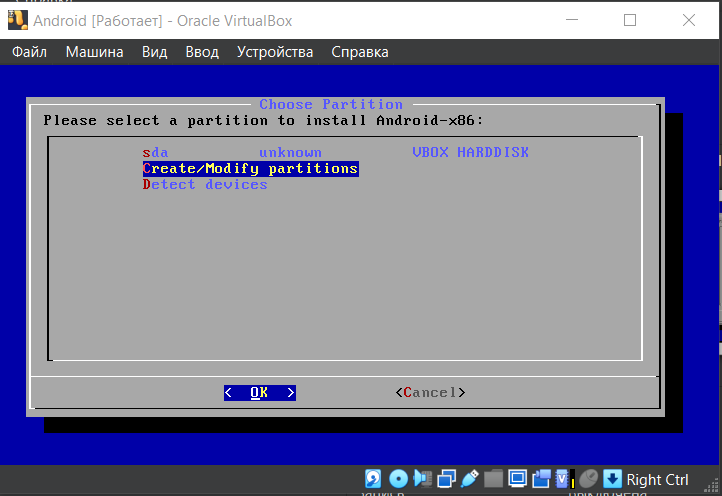 Android [Работает] - Oracle VirtualBox
Файл Машина Вид Ввод Устройства Справка
Choose Partition
Please select a partition to install Android-x86:
sda unknown VBOX HARDDISK
Create/Modify partitions
Detect devices
< OK > <Cancel>
Right Ctrl